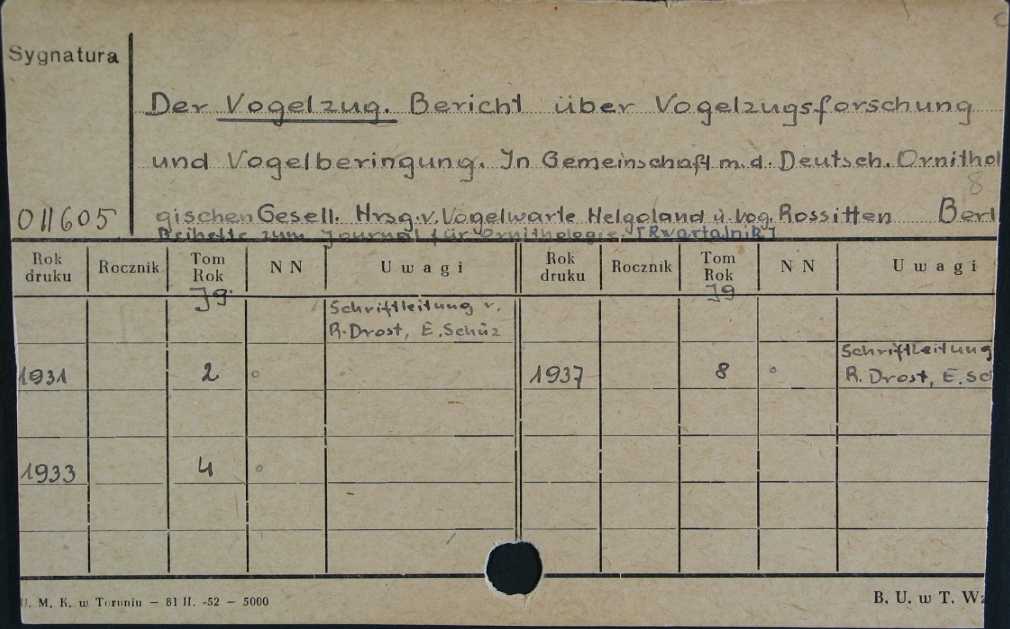 Sygnatura
Der Vogelzug. Bericht über Vogelzugsforschung
und Vogelberingung. In Gemeinschaft m.d. Deutsch. Ornithol
8
011605 gischen Gesell. Hrsg.v. Vogelwarte Helgoland u. Vog. Rossitten Berl
Beihefte zum Journal für Ornithologie [Kwartalnik]
Rok druku Rocznik Tom Rok NN Uwagi Rok druku Rocznik Tom Rok NN Uwagi
Jg. Jg
Schriftleitung v.
R. Drost, E. Schüz
Schriftleitung
1931 2 ° 1937 8 ° R. Drost, E. Sc
1933 4 °
U. M. K. w Toruniu — 81 II. -52 — 5000 B. U. w T. Wz